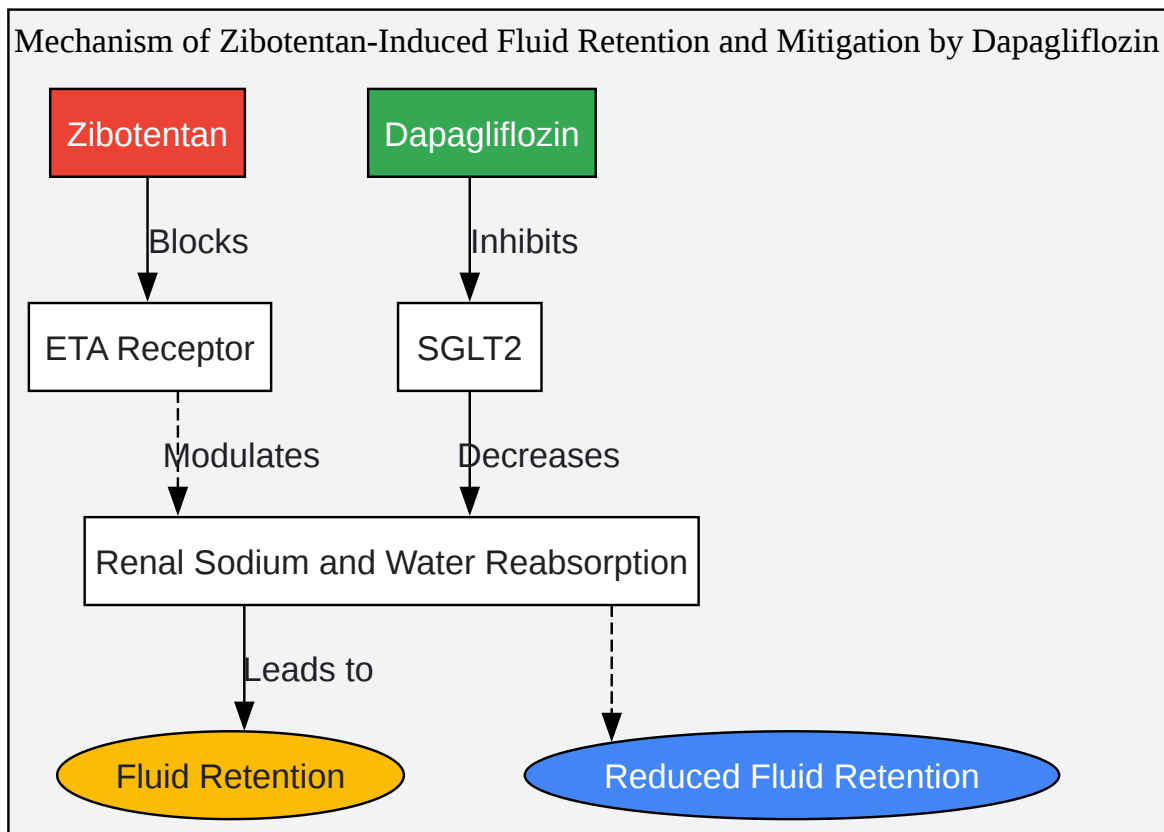 Mechanism of Zibotentan-Induced Fluid Retention and Mitigation by Dapagliflozin
Zibotentan
Dapagliflozin
Blocks
Inhibits
ETA Receptor
SGLT2
Modulates
Decreases
Renal Sodium and Water Reabsorption
Leads to
Fluid Retention
Reduced Fluid Retention